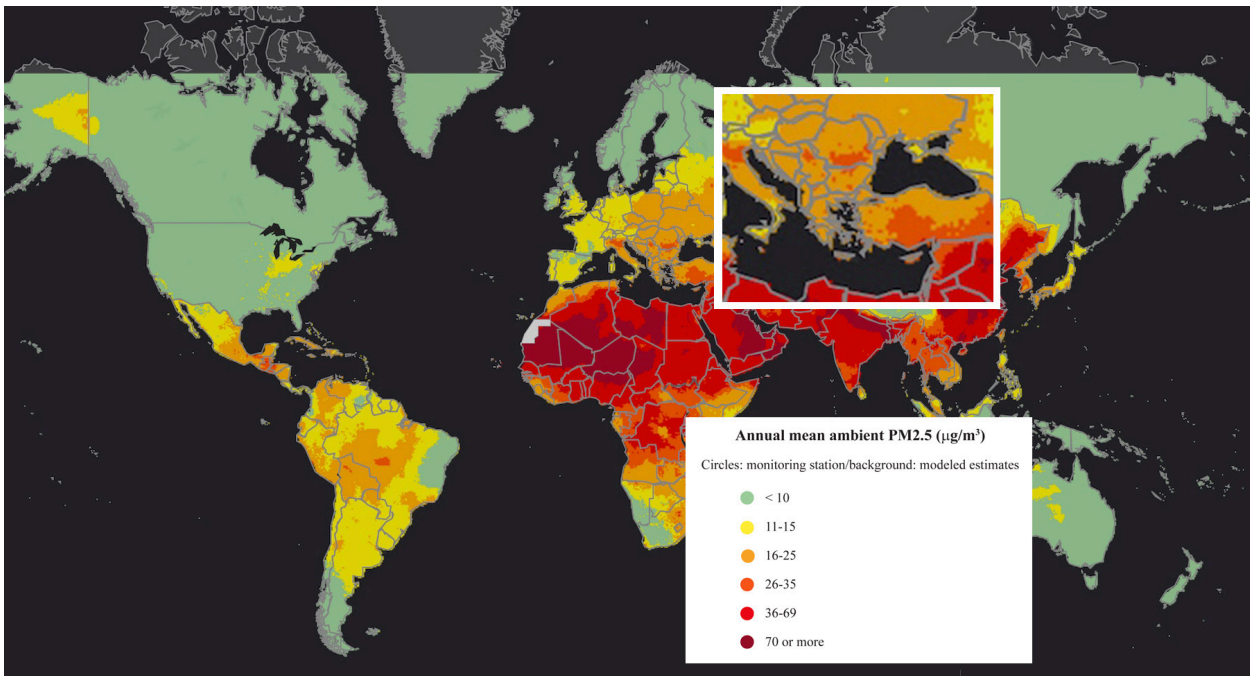 Annual mean ambient PM2.5 (µg/m³)
Circles: monitoring station/background: modeled estimates
< 10
11-15
16-25
26-35
36-69
70 or more